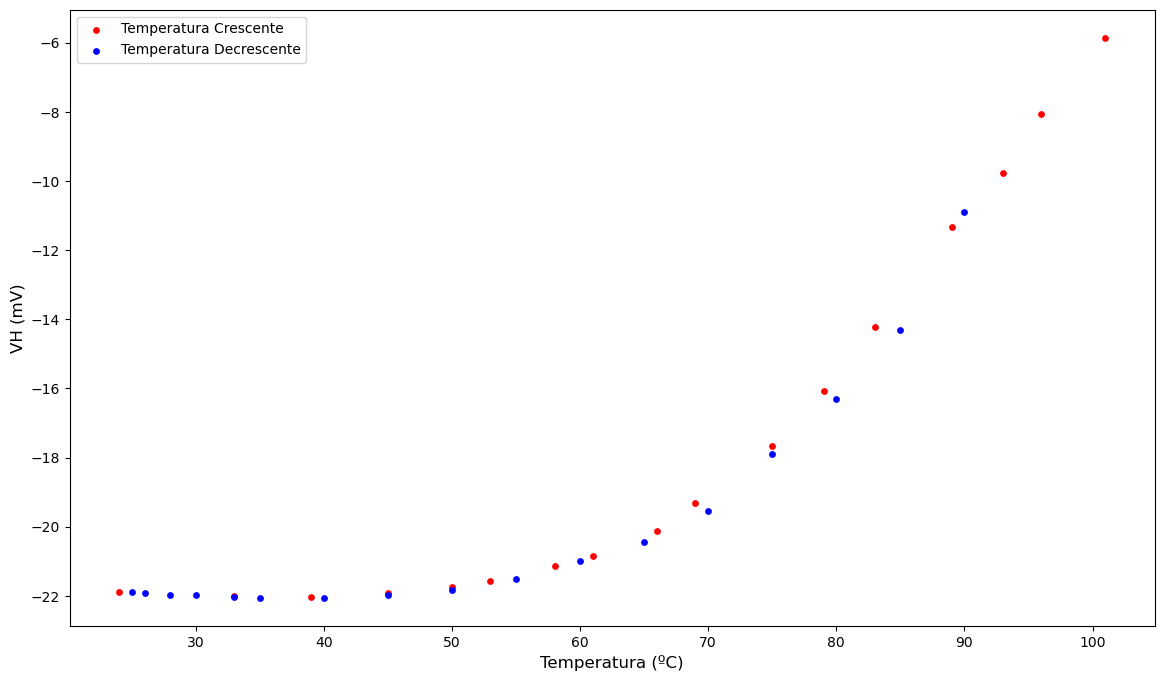 Temperatura Crescente
Temperatura Decrescente
−6
−8
−10
−12
−14
−16
−18
−20
−22
VH (mV)
30 40 50 60 70 80 90 100
Temperatura (ºC)